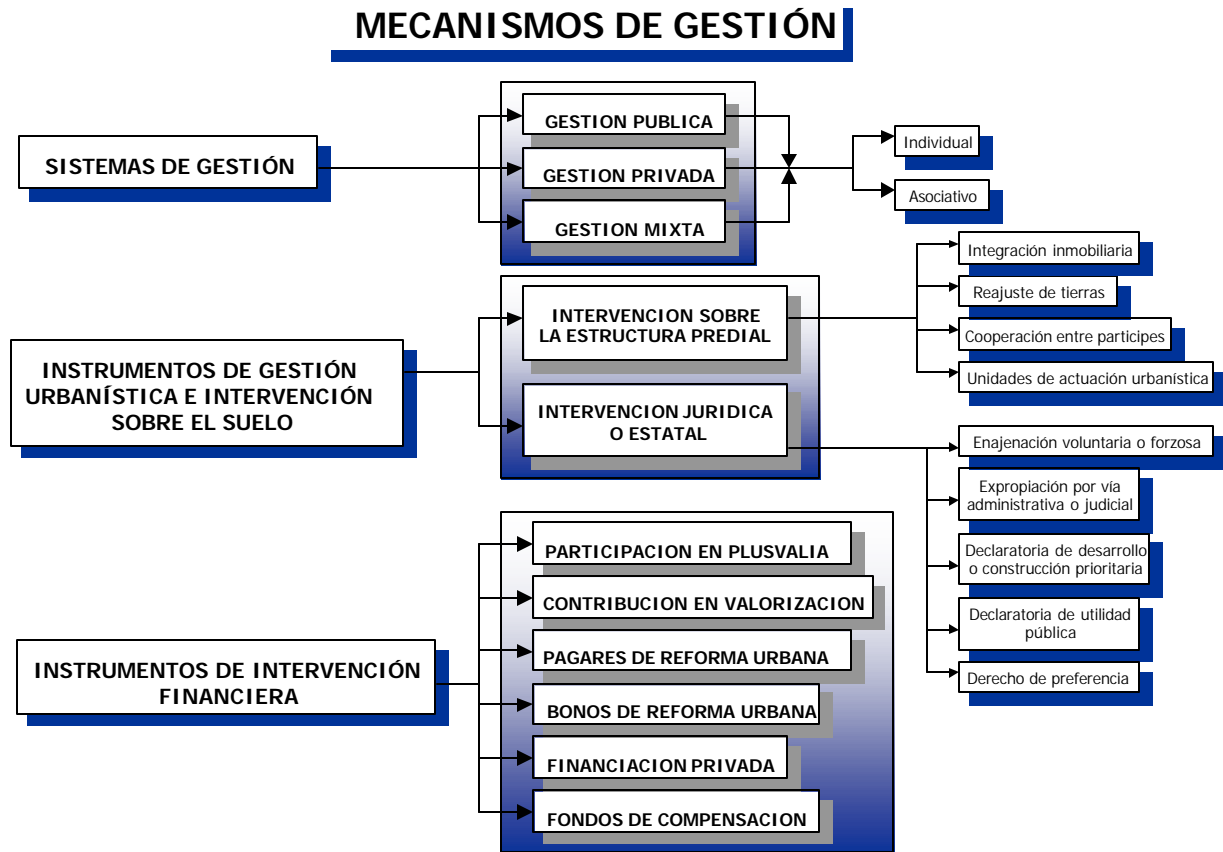 MECANISMOS DE GESTIÓN
SISTEMAS DE GESTIÓN
GESTION PUBLICA
GESTION PRIVADA
GESTION MIXTA
Individual
Asociativo
INSTRUMENTOS DE GESTIÓN
URBANÍSTICA E INTERVENCIÓN
SOBRE EL SUELO
INTERVENCION SOBRE
LA ESTRUCTURA PREDIAL
INTERVENCION JURIDICA
O ESTATAL
Integración inmobiliaria
Reajuste de tierras
Cooperación entre participes
Unidades de actuación urbanística
Enajenación voluntaria o forzosa
Expropiación por vía
administrativa o judicial
Declaratoria de desarrollo
o construcción prioritaria
Declaratoria de utilidad
pública
Derecho de preferencia
INSTRUMENTOS DE INTERVENCIÓN
FINANCIERA
PARTICIPACION EN PLUSVALIA
CONTRIBUCION EN VALORIZACION
PAGARES DE REFORMA URBANA
BONOS DE REFORMA URBANA
FINANCIACION PRIVADA
FONDOS DE COMPENSACION